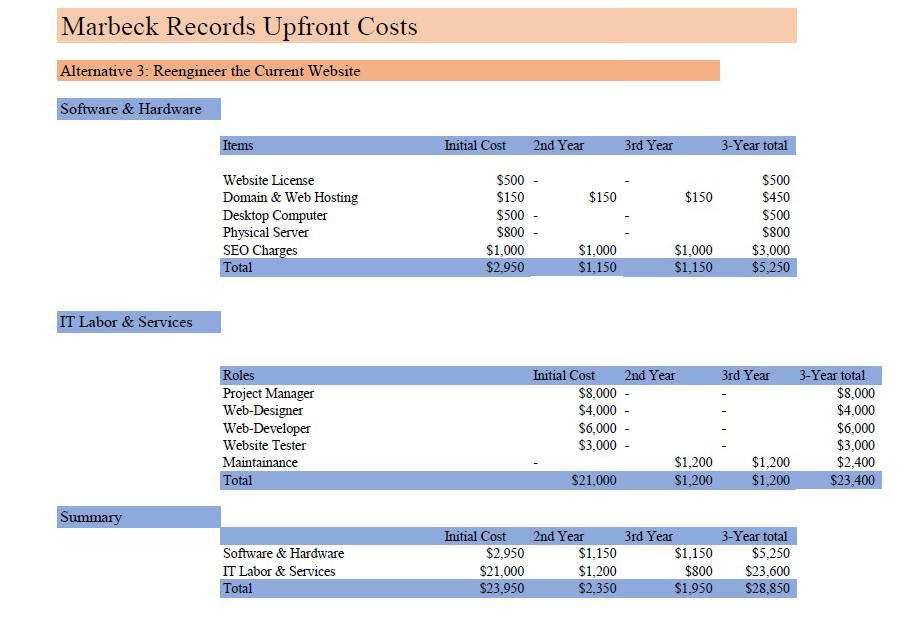 Marbeck Records Upfront Costs
Alternative 3: Reengineer the Current Website
Software & Hardware
Items Initial Cost 2nd Year 3rd Year 3-Year total
Website License $500 - - $500
Domain & Web Hosting $150 $150 $150 $450
Desktop Computer $500 - - $500
Physical Server $800 - - $800
SEO Charges $1,000 $1,000 $1,000 $3,000
Total $2,950 $1,150 $1,150 $5,250
IT Labor & Services
Roles Initial Cost 2nd Year 3rd Year 3-Year total
Project Manager $8,000 - - $8,000
Web-Designer $4,000 - - $4,000
Web-Developer $6,000 - - $6,000
Website Tester $3,000 - - $3,000
Maintainance - $1,200 $1,200 $2,400
Total $21,000 $1,200 $1,200 $23,400
Summary
Initial Cost 2nd Year 3rd Year 3-Year total
Software & Hardware $2,950 $1,150 $1,150 $5,250
IT Labor & Services $21,000 $1,200 $800 $23,600
Total $23,950 $2,350 $1,950 $28,850